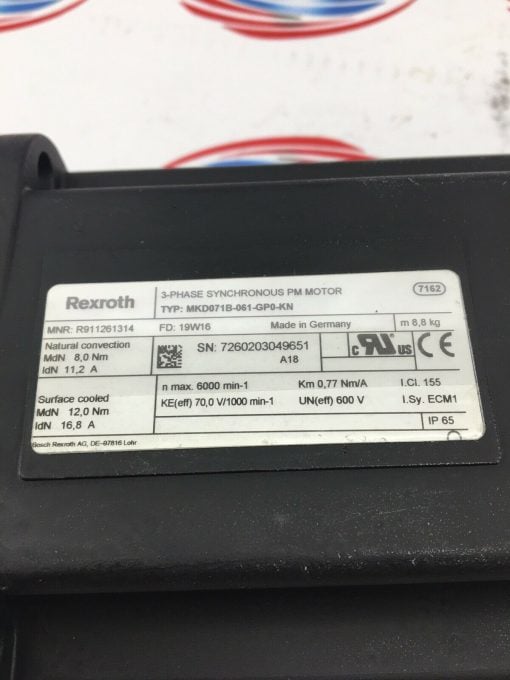 Rexroth
3-PHASE SYNCHRONOUS PM MOTOR
7162
TYP: MKD071B-061-GP0-KN
MNR: R911261314 FD: 19W16 Made in Germany m 8,8 kg
Natural convection
MdN 8,0 Nm
IdN 11,2 A
SN: 7260203049651
A18
c RU US CE
n max. 6000 min-1 Km 0,77 Nm/A I.Cl. 155
KE(eff) 70,0 V/1000 min-1 UN(eff) 600 V I.Sy. ECM1
Surface cooled
MdN 12,0 Nm
IdN 16,8 A
IP 65
Bosch Rexroth AG, DE-97816 Lohr